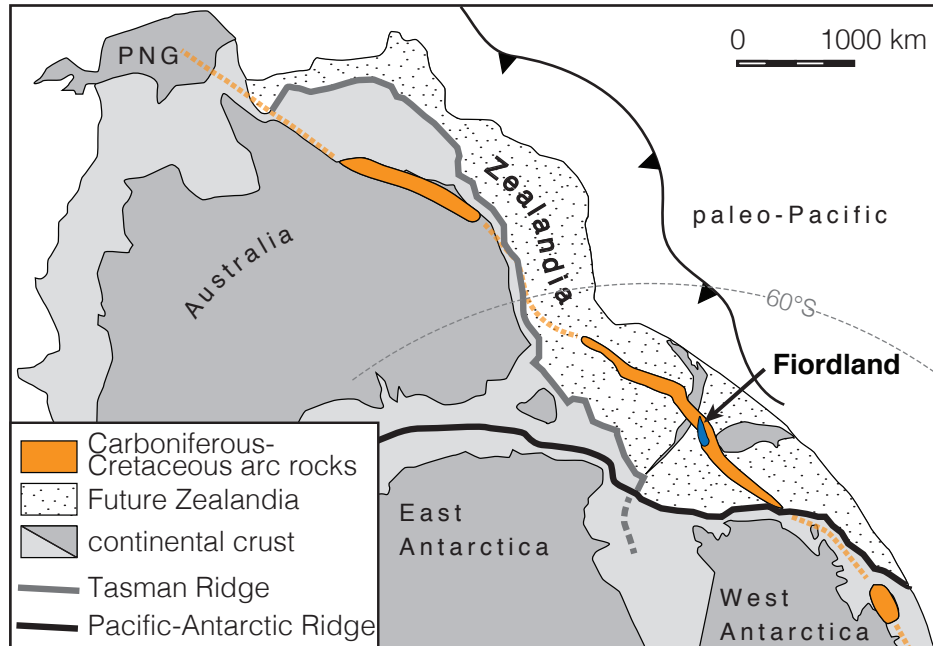 PNG
0 1000 km
Zealandia
paleo-Pacific
Australia
60°S
Fiordland
Carboniferous-
Cretaceous arc rocks
Future Zealandia
continental crust
Tasman Ridge
Pacific-Antarctic Ridge
East
Antarctica
West
Antarctica